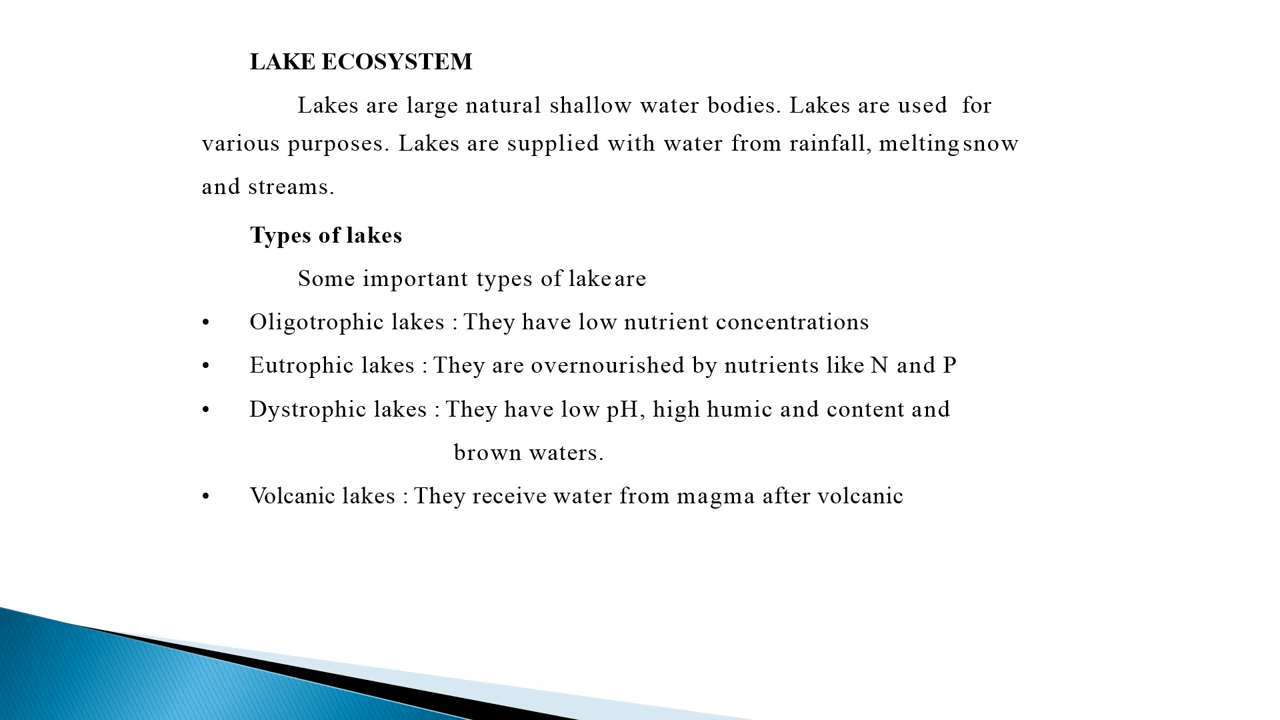 LAKE ECOSYSTEM
Lakes are large natural shallow water bodies. Lakes are used for
various purposes. Lakes are supplied with water from rainfall, melting snow
and streams.
Types of lakes
Some important types of lake are
• Oligotrophic lakes : They have low nutrient concentrations
• Eutrophic lakes : They are overnourished by nutrients like N and P
• Dystrophic lakes : They have low pH, high humic and content and
brown waters.
• Volcanic lakes : They receive water from magma after volcanic